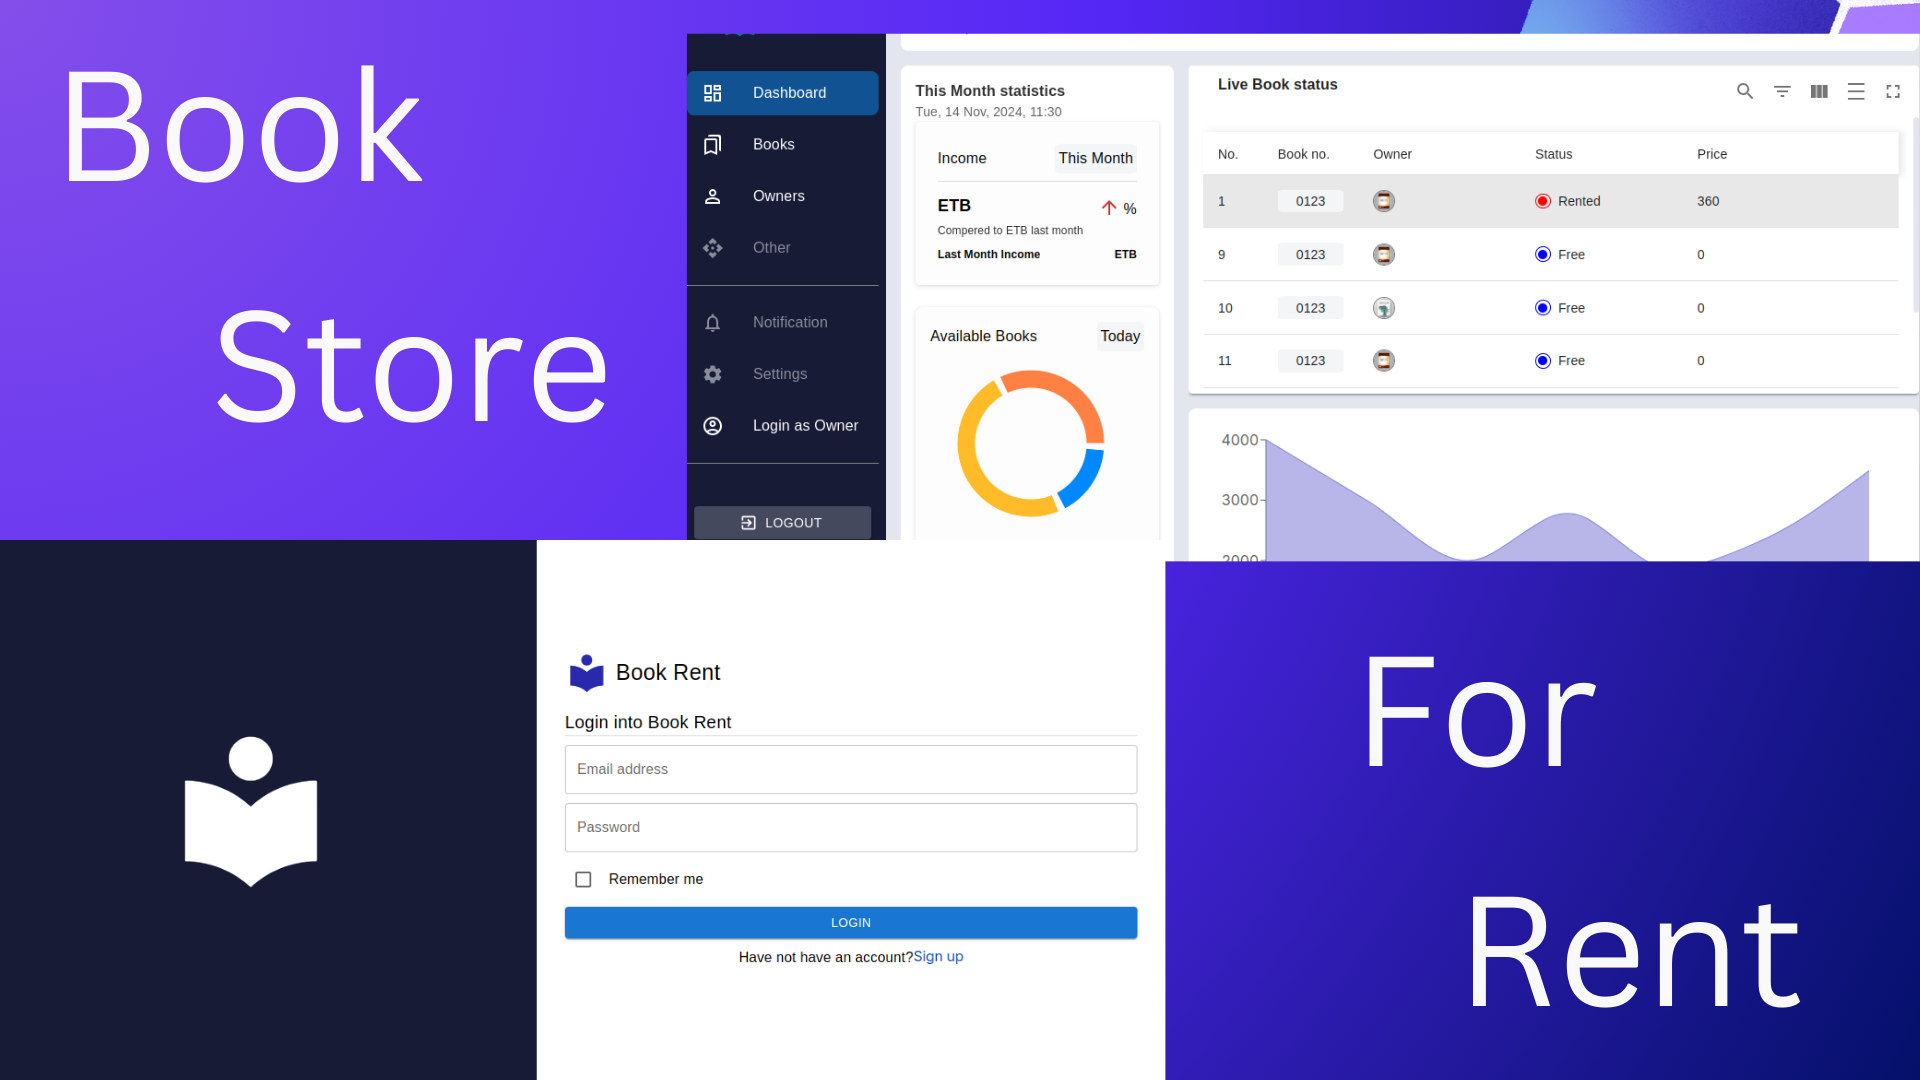 Book
Store
Dashboard
Books
Owners
Other
Notification
Settings
Login as Owner
LOGOUT
This Month statistics
Tue, 14 Nov, 2024, 11:30
Income This Month
ETB %
Compared to ETB last month
Last Month Income ETB
Available Books Today
Live Book status
No. Book no. Owner Status Price
1 0123 Rented 360
9 0123 Free 0
10 0123 Free 0
11 0123 Free 0
4000
3000
2000
Book Rent
Login into Book Rent
Email address
Password
Remember me
LOGIN
Have not have an account?Sign up
For
Rent